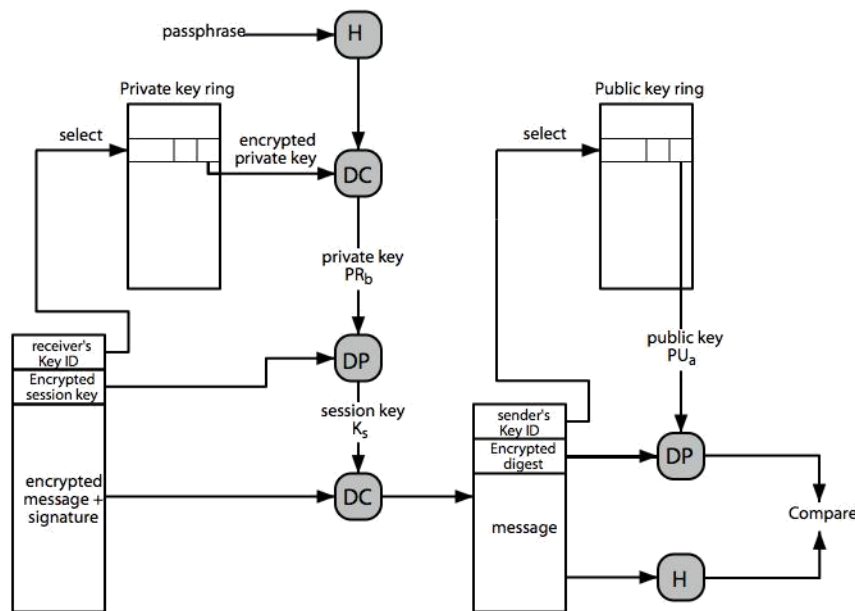 passphrase
H
Private key ring
Public key ring
select
encrypted
private key
DC
select
private key
PRb
public key
PUa
receiver's
Key ID
Encrypted
session key
DP
session key
Ks
sender's
Key ID
Encrypted
digest
DP
encrypted
message +
signature
DC
message
Compare
H